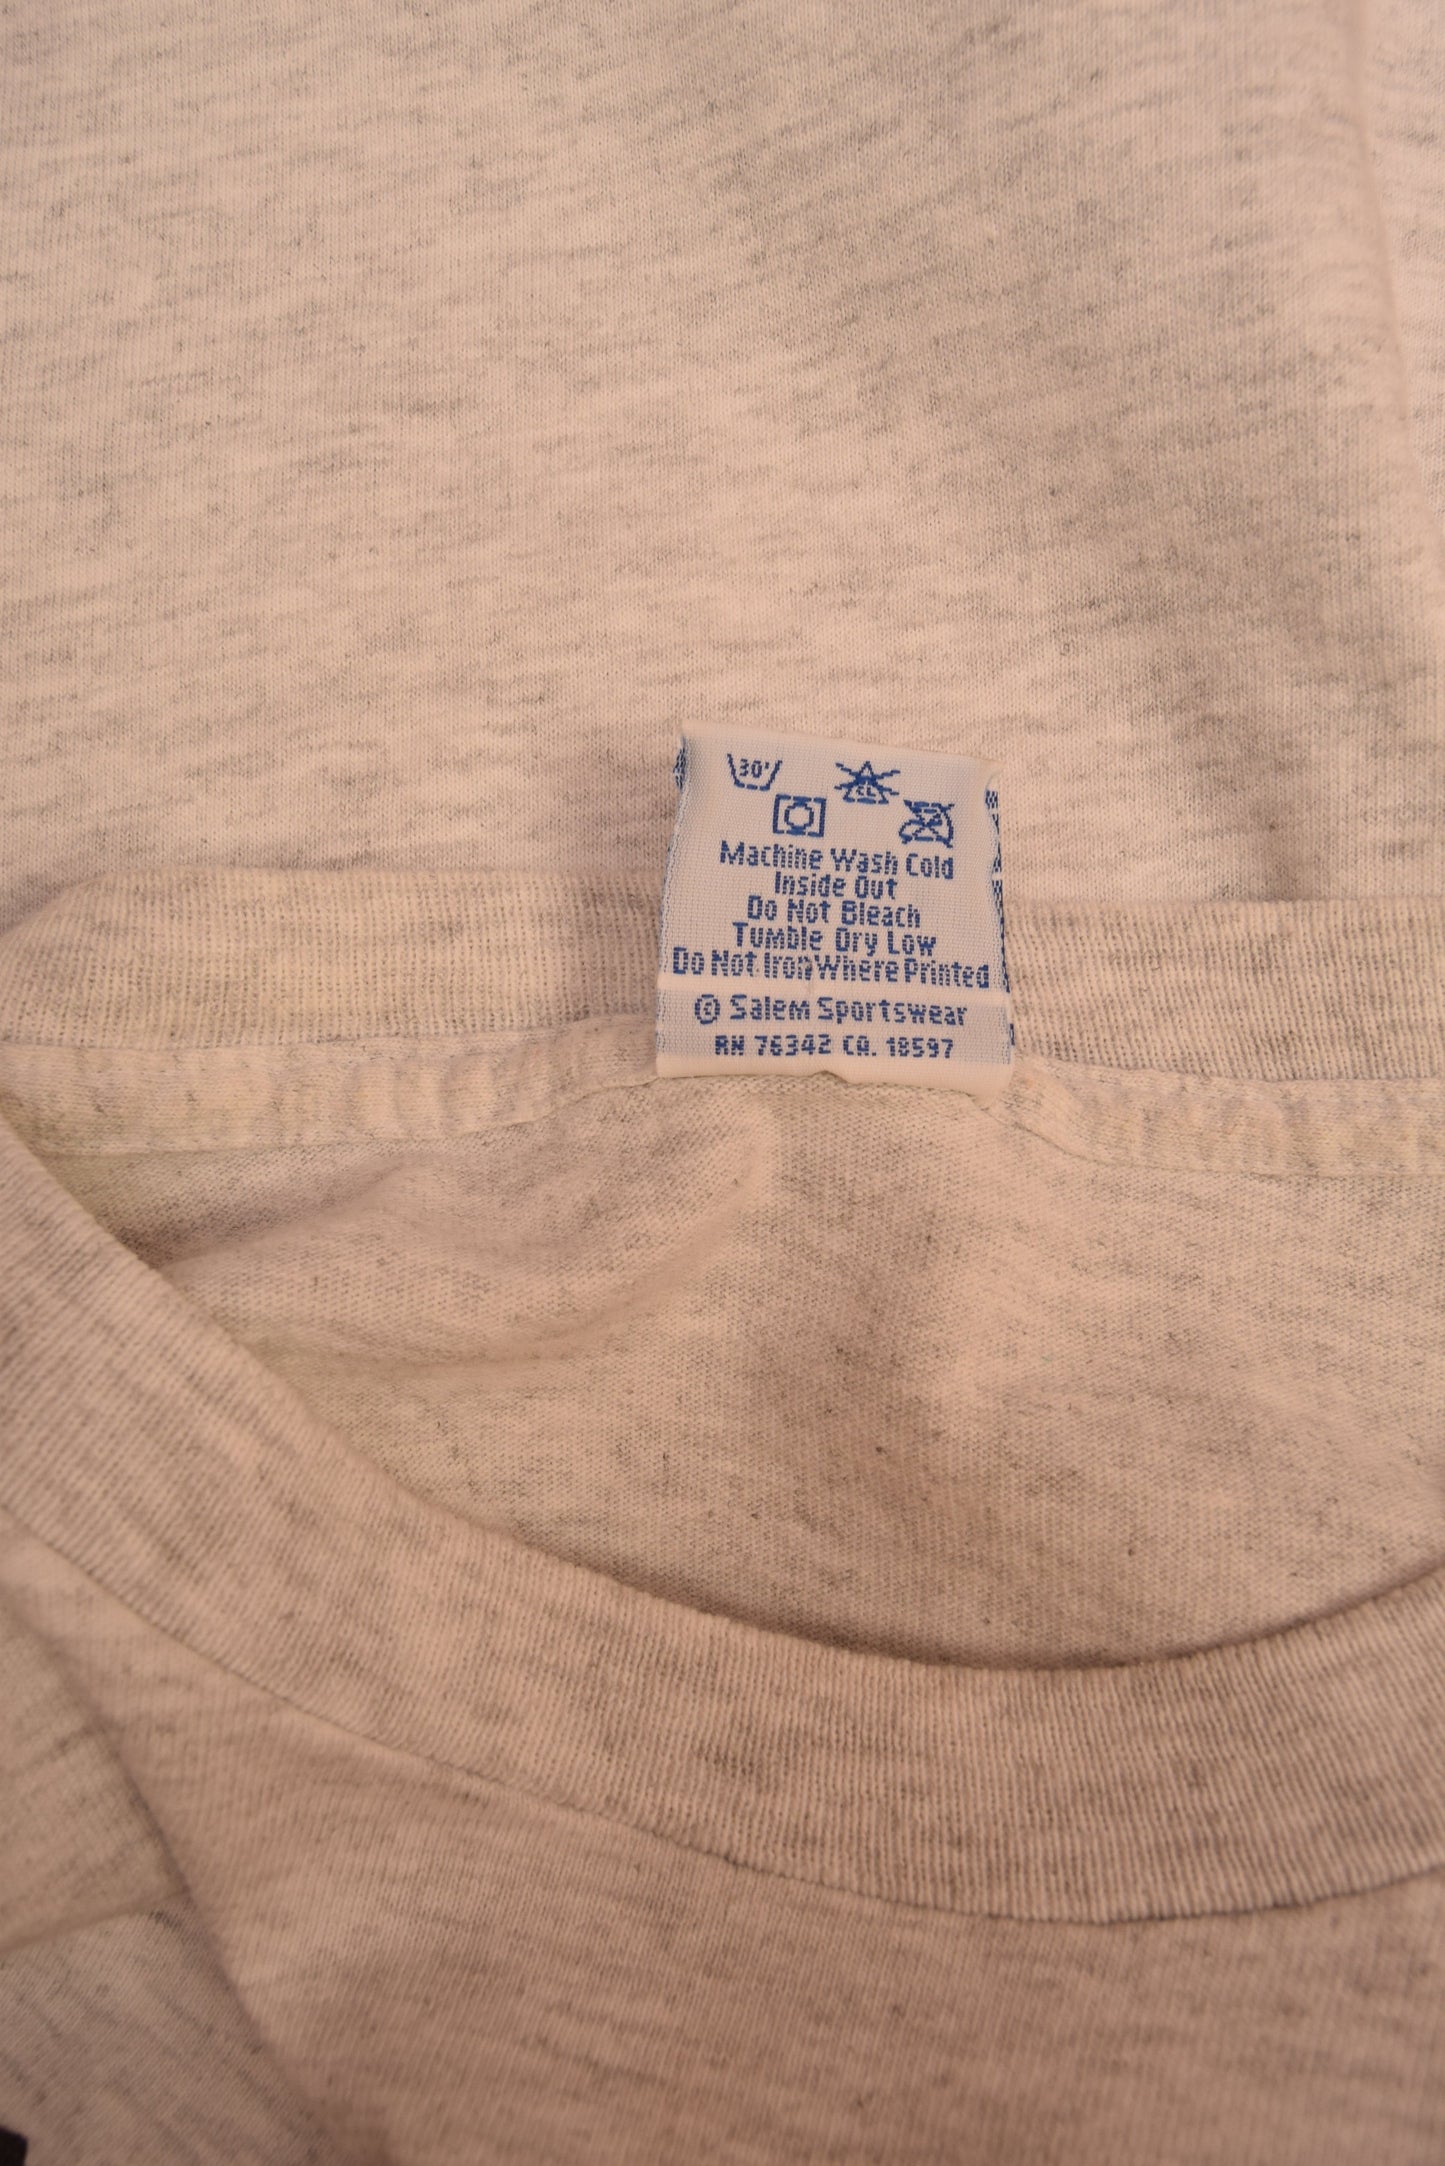 30'
CL
Machine Wash Cold
Inside Out
Do Not Bleach
Tumble Dry Low
Do Not Iron Where Printed
© Salem Sportswear
RN 76342 CA. 18597